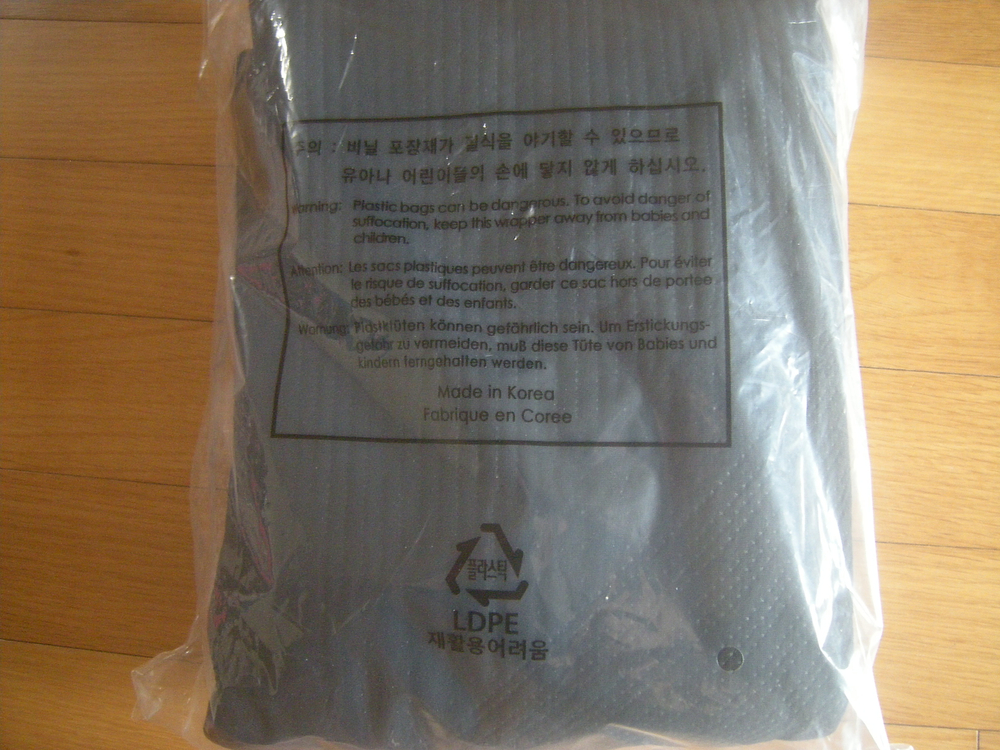 주의 : 비닐 포장재가 질식을 야기할 수 있으므로
유아나 어린이들의 손에 닿지 않게 하십시오.
Warning: Plastic bags can be dangerous. To avoid danger of
suffocation, keep this wrapper away from babies and
children.
Attention: Les sacs plastiques peuvent être dangereux. Pour éviter
le risque de suffocation, garder ce sac hors de portée
des bébés et des enfants.
Warnung: Plastiktüten können gefährlich sein. Um Erstickungs-
gefahr zu vermeiden, muß diese Tüte von Babies und
kindern ferngehalten werden.
Made in Korea
Fabrique en Coree
플라스틱
LDPE
재활용어려움